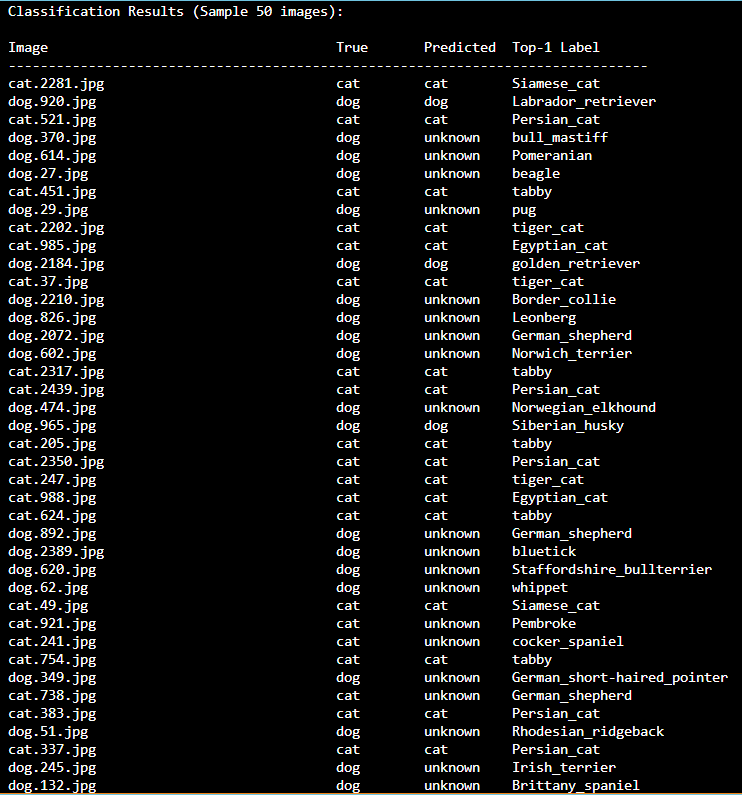 Classification Results (Sample 50 images):
Image True Predicted Top-1 Label
--------------------------------------------------------------------------------
cat.2281.jpg cat cat Siamese_cat
dog.920.jpg dog dog Labrador_retriever
cat.521.jpg cat cat Persian_cat
dog.370.jpg dog unknown bull_mastiff
dog.614.jpg dog unknown Pomeranian
dog.27.jpg dog unknown beagle
cat.451.jpg cat cat tabby
dog.29.jpg dog unknown pug
cat.2202.jpg cat cat tiger_cat
cat.985.jpg cat cat Egyptian_cat
dog.2184.jpg dog dog golden_retriever
cat.37.jpg cat cat tiger_cat
dog.2210.jpg dog unknown Border_collie
dog.826.jpg dog unknown Leonberg
dog.2072.jpg dog unknown German_shepherd
dog.602.jpg dog unknown Norwich_terrier
cat.2317.jpg cat cat tabby
cat.2439.jpg cat cat Persian_cat
dog.474.jpg dog unknown Norwegian_elkhound
dog.965.jpg dog dog Siberian_husky
cat.205.jpg cat cat tabby
cat.2350.jpg cat cat Persian_cat
cat.247.jpg cat cat tiger_cat
cat.988.jpg cat cat Egyptian_cat
cat.624.jpg cat cat tabby
dog.892.jpg dog unknown German_shepherd
dog.2389.jpg dog unknown bluetick
dog.620.jpg dog unknown Staffordshire_bullterrier
dog.62.jpg dog unknown whippet
cat.49.jpg cat cat Siamese_cat
cat.921.jpg cat unknown Pembroke
cat.241.jpg cat unknown cocker_spaniel
cat.754.jpg cat cat tabby
dog.349.jpg dog unknown German_short-haired_pointer
cat.738.jpg cat unknown German_shepherd
cat.383.jpg cat cat Persian_cat
dog.51.jpg dog unknown Rhodesian_ridgeback
cat.337.jpg cat cat Persian_cat
dog.245.jpg dog unknown Irish_terrier
dog.132.jpg dog unknown Brittany_spaniel